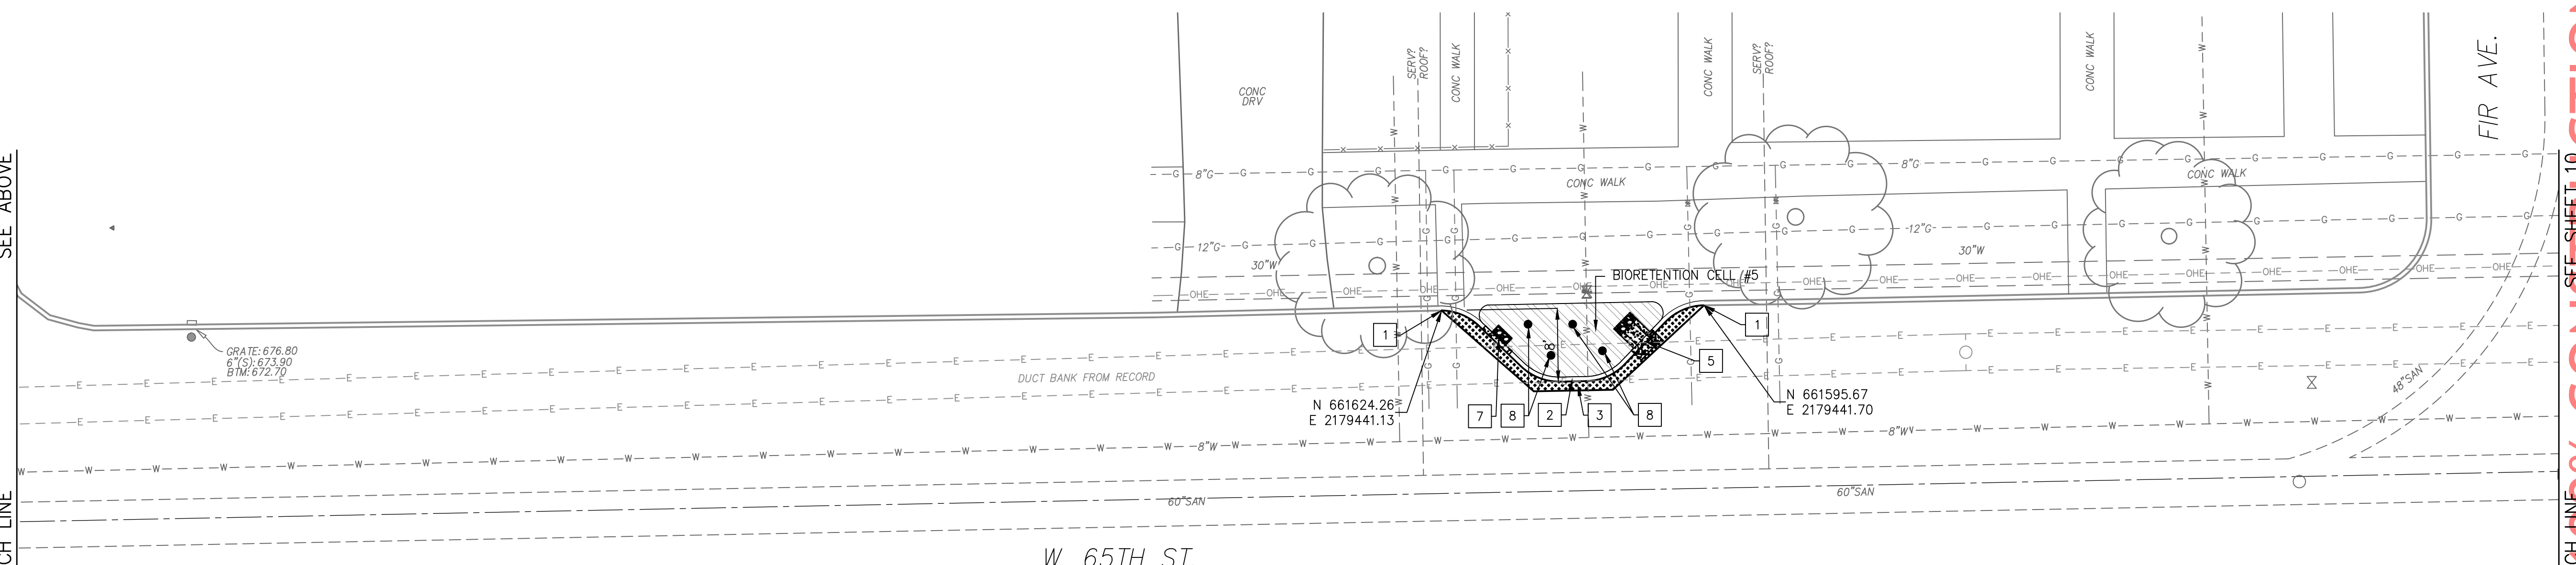 SEE ABOVE
CH LINE
GRATE:676.80
6"(S):673.90
BTM:672.70
DUCT BANK FROM RECORD
CONC
DRV
8"G
12"G
30"W
SERV?
ROOF?
CONC WALK
CONC WALK
CONC WALK
SERV?
ROOF?
CONC WALK
8"G
12"G
30"W
CONC WALK
FIR AVE.
BIORETENTION CELL #5
1
1
8'
5
N 661624.26
E 2179441.13
7
8
2
3
8
N 661595.67
E 2179441.70
8"W
8"W
60"SAN
60"SAN
48"SAN
W 65TH ST
SEE SHEET 10
CH LINE